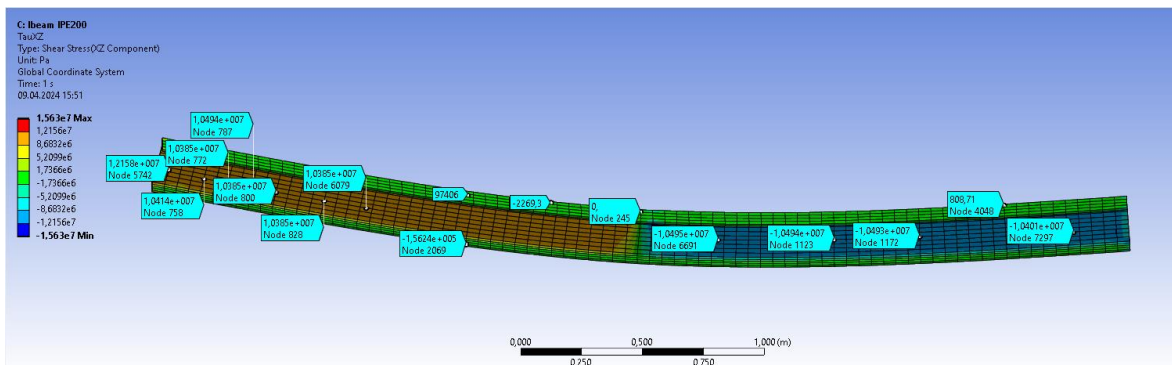 C: Ibeam IPE200
TauXZ
Type: Shear Stress(XZ Component)
Unit: Pa
Global Coordinate System
Time: 1 s
09.04.2024 15:51
1,563e7 Max
1,2156e7
8,6832e6
5,2099e6
1,7366e6
-1,7366e6
-5,2099e6
-8,6832e6
-1,2156e7
-1,563e7 Min
1,0494e+007
Node 787
1,0385e+007
Node 772
1,2158e+007
Node 5742
1,0385e+007
Node 6079
1,0385e+007
Node 800
1,0414e+007
Node 758
1,0385e+007
Node 828
97406
-2269,3
0,
Node 245
808,71
Node 4048
-1,5624e+005
Node 2069
-1,0495e+007
Node 6691
-1,0494e+007
Node 1123
-1,0493e+007
Node 1172
-1,0401e+007
Node 7297
0,000
0,500
1,000 (m)
0,250
0,750